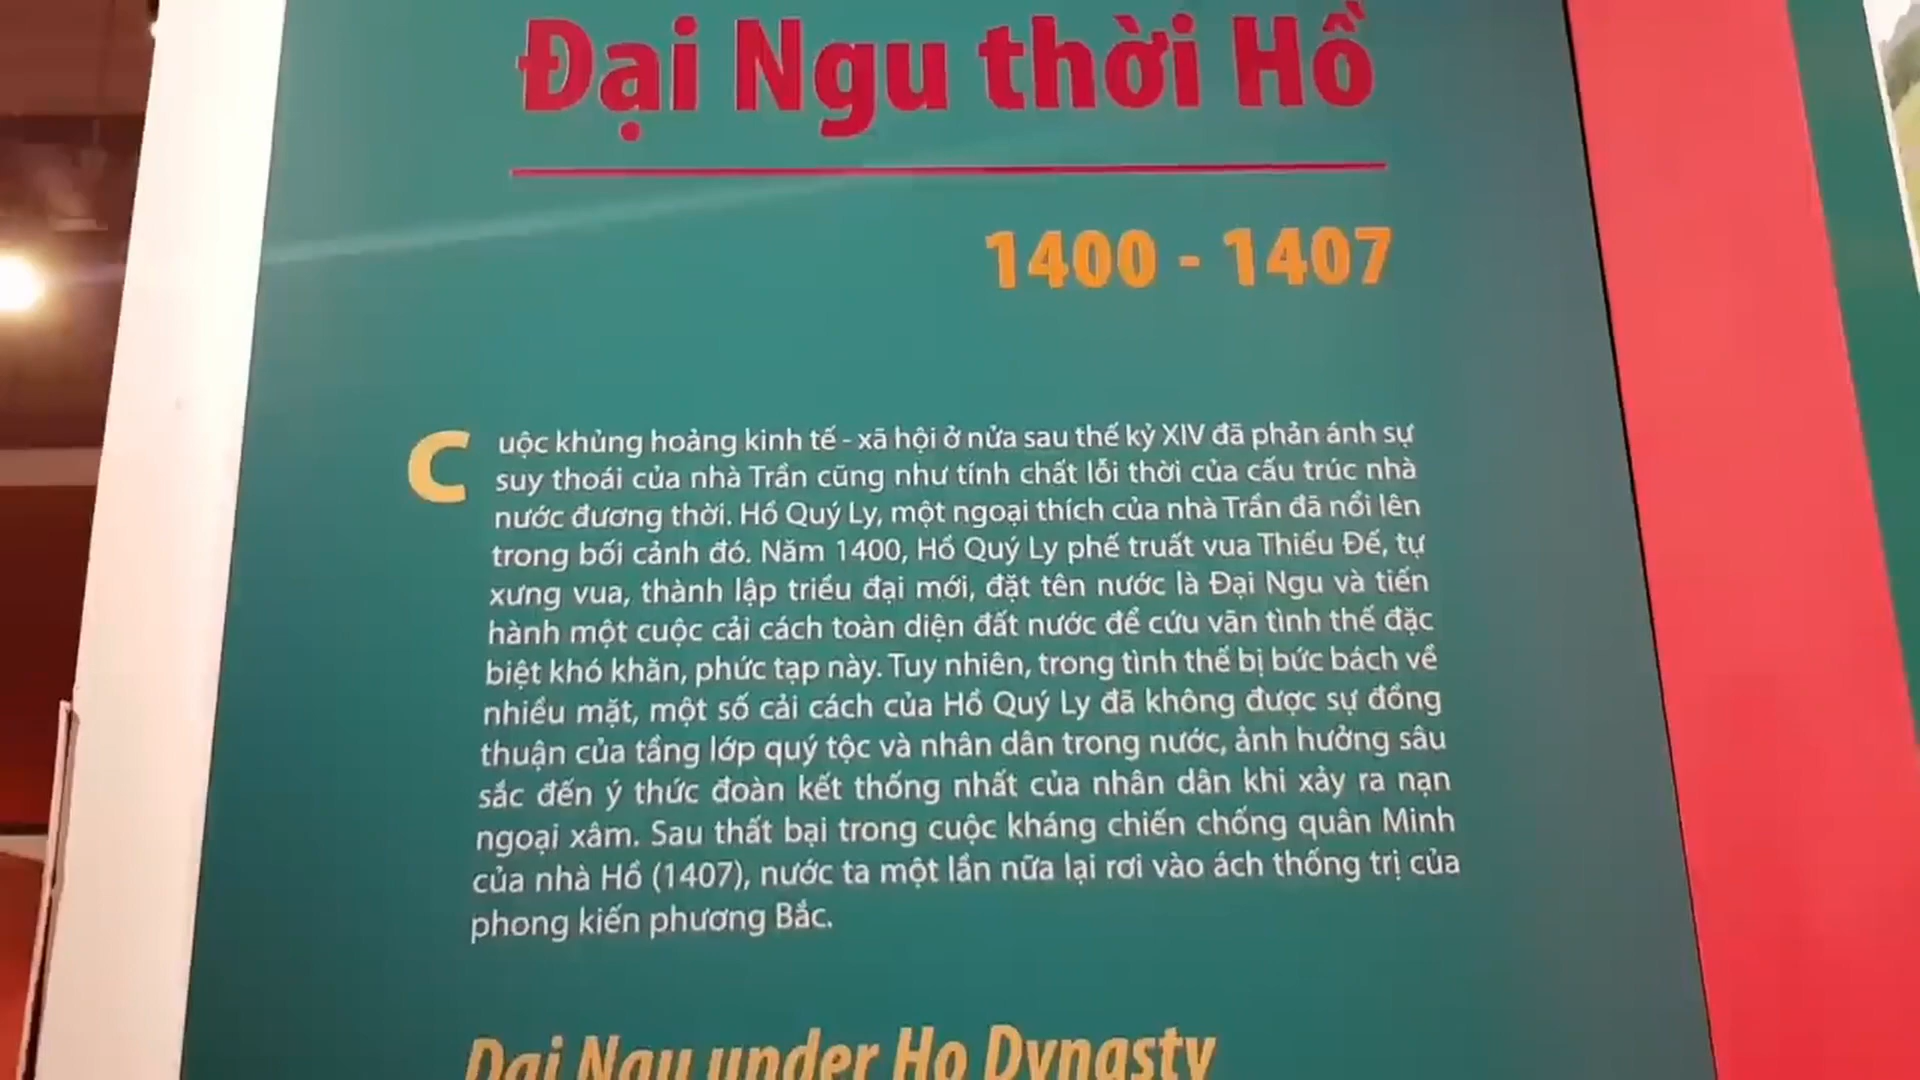 Đại Ngu thời Hồ
1400 - 1407
Cuộc khủng hoảng kinh tế - xã hội ở nửa sau thế kỷ XIV đã phản ánh sự
suy thoái của nhà Trần cũng như tính chất lỗi thời của cấu trúc nhà
nước đương thời. Hồ Quý Ly, một ngoại thích của nhà Trần đã nổi lên
trong bối cảnh đó. Năm 1400, Hồ Quý Ly phế truất vua Thiếu Đế, tự
xưng vua, thành lập triều đại mới, đặt tên nước là Đại Ngu và tiến
hành một cuộc cải cách toàn diện đất nước để cứu vãn tình thế đặc
biệt khó khăn, phức tạp này. Tuy nhiên, trong tình thế bị bức bách về
nhiều mặt, một số cải cách của Hồ Quý Ly đã không được sự đồng
thuận của tầng lớp quý tộc và nhân dân trong nước, ảnh hưởng sâu
sắc đến ý thức đoàn kết thống nhất của nhân dân khi xảy ra nạn
ngoại xâm. Sau thất bại trong cuộc kháng chiến chống quân Minh
của nhà Hồ (1407), nước ta một lần nữa lại rơi vào ách thống trị của
phong kiến phương Bắc.
Dai Ngu under Ho Dynasty